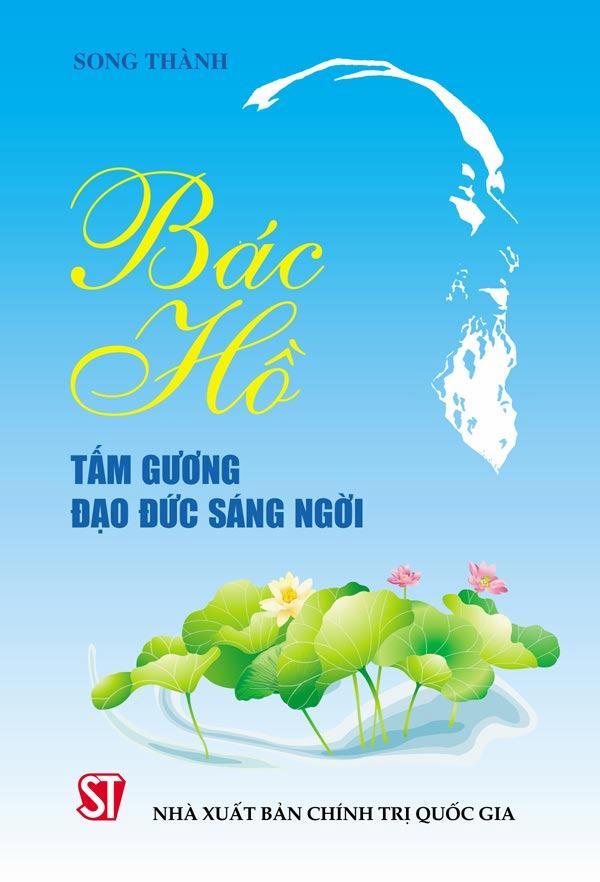 SONG THÀNH
Bác
Hồ
TẤM GƯƠNG
ĐẠO ĐỨC SÁNG NGỜI
ST
NHÀ XUẤT BẢN CHÍNH TRỊ QUỐC GIA